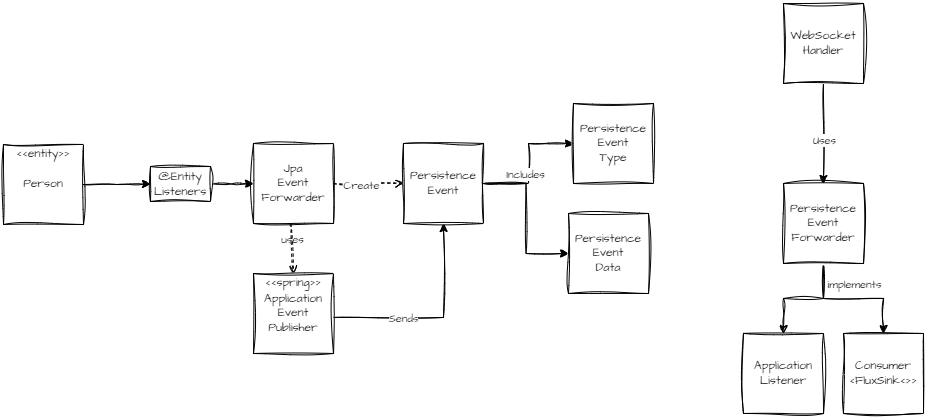 <<entity>>
Person
@Entity
Listeners
Jpa
Event
Forwarder
Create
uses
<<spring>>
Application
Event
Publisher
Sends
Persistence
Event
Includes
Persistence
Event
Type
Persistence
Event
Data
WebSocket
Handler
Uses
Persistence
Event
Forwarder
implements
Application
Listener
Consumer
<FluxSink<>>